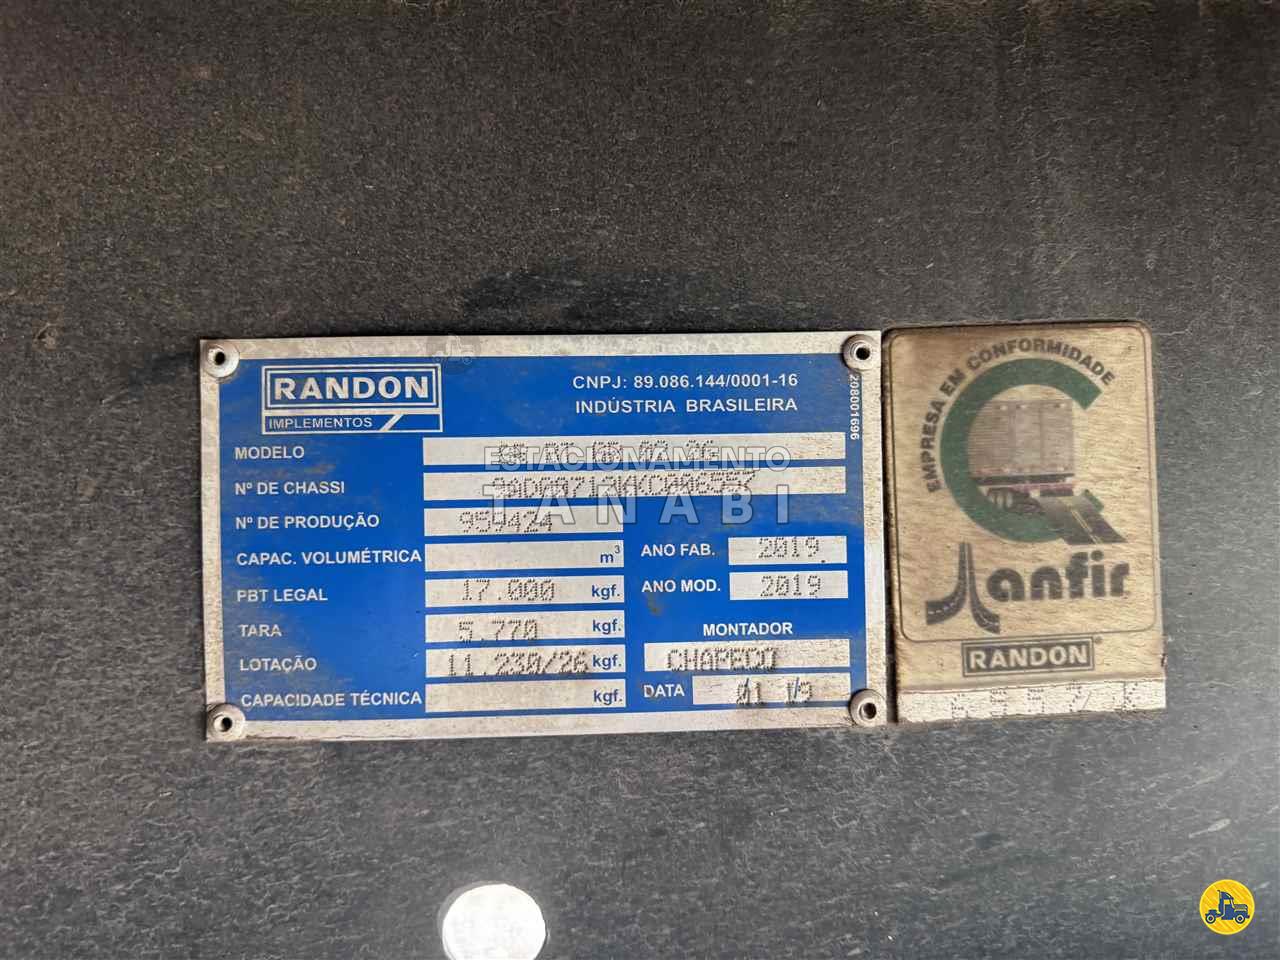 RANDON
IMPLEMENTOS
CNPJ: 89.086.144/0001-16
INDÚSTRIA BRASILEIRA
208001696
MODELO
Nº DE CHASSI
Nº DE PRODUÇÃO 959424
CAPAC. VOLUMÉTRICA m³
PBT LEGAL 17.000 kgf.
TARA 5.770 kgf.
LOTAÇÃO 11.230/26 kgf.
CAPACIDADE TÉCNICA kgf.
ANO FAB. 2019
ANO MOD. 2019
MONTADOR
CHAPECO
DATA 01 1/9
ESTACIONAMENTO
TANABI
EMPRESA EM CONFORMIDADE
anfir
RANDON